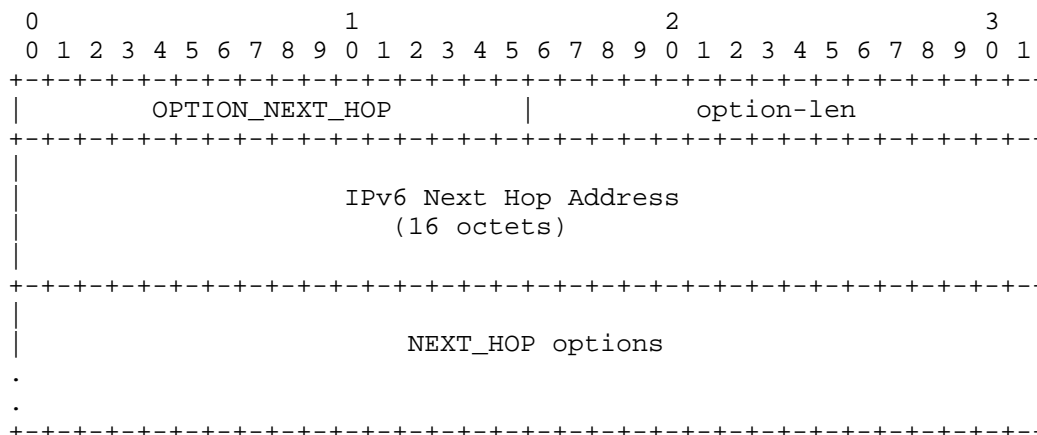 0                   1                   2                   3
 0 1 2 3 4 5 6 7 8 9 0 1 2 3 4 5 6 7 8 9 0 1 2 3 4 5 6 7 8 9 0 1
+-+-+-+-+-+-+-+-+-+-+-+-+-+-+-+-+-+-+-+-+-+-+-+-+-+-+-+-+-+-+-+-
|        OPTION_NEXT_HOP        |          option-len
+-+-+-+-+-+-+-+-+-+-+-+-+-+-+-+-+-+-+-+-+-+-+-+-+-+-+-+-+-+-+-+-
|
|                    IPv6 Next Hop Address
|                       (16 octets)
|
+-+-+-+-+-+-+-+-+-+-+-+-+-+-+-+-+-+-+-+-+-+-+-+-+-+-+-+-+-+-+-+-
|
|                        NEXT_HOP options
.
.
+-+-+-+-+-+-+-+-+-+-+-+-+-+-+-+-+-+-+-+-+-+-+-+-+-+-+-+-+-+-+-+-